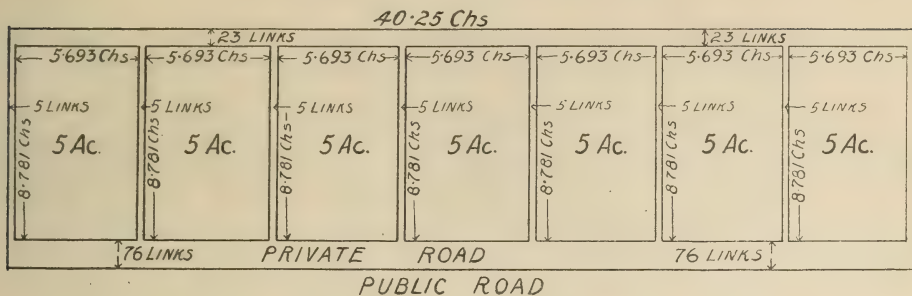 40·25 Chs
23 LINKS 23 LINKS
5·693 Chs 5·693 Chs 5·693 Chs 5·693 Chs 5·693 Chs 5·693 Chs 5·693 Chs
5 LINKS 5 LINKS 5 LINKS 5 LINKS 5 LINKS 5 LINKS 5 LINKS
5 Ac. 5 Ac. 5 Ac. 5 Ac. 5 Ac. 5 Ac. 5 Ac.
8·781 Chs 8·781 Chs 8·781 Chs 8·781 Chs 8·781 Chs 8·781 Chs 8·781 Chs
76 LINKS PRIVATE ROAD 76 LINKS
PUBLIC ROAD